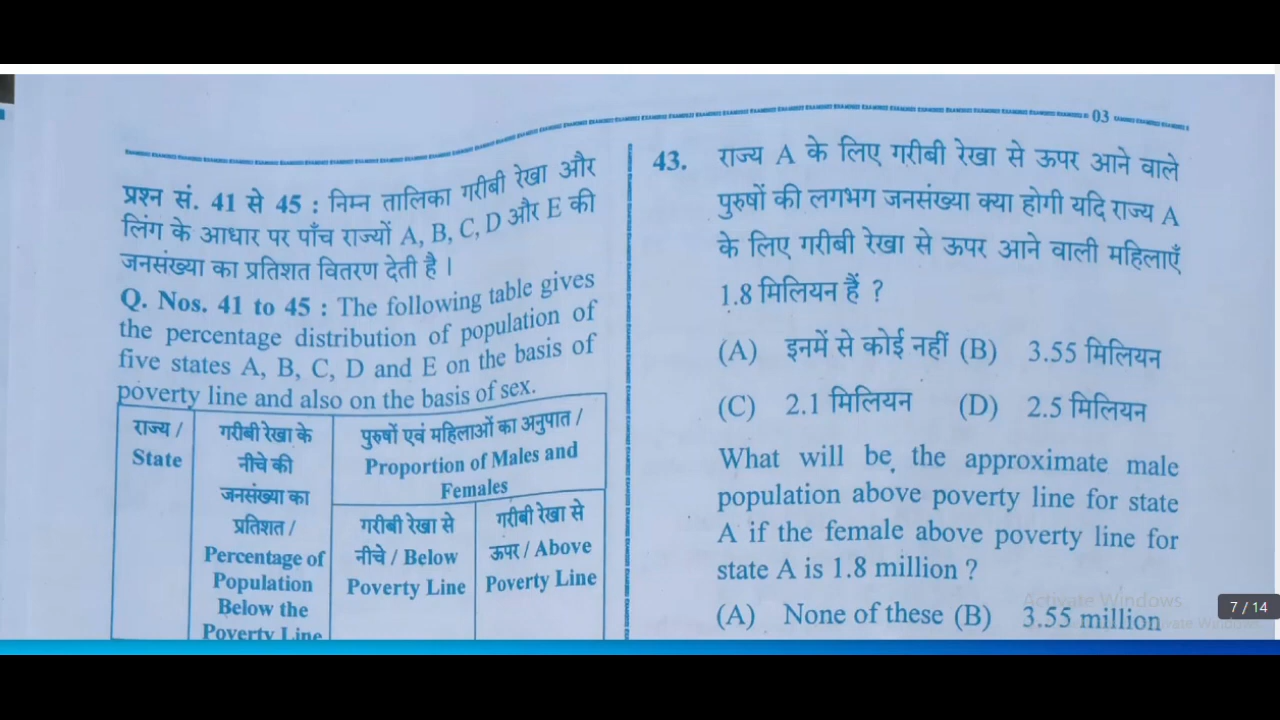 03
प्रश्न सं. 41 से 45 : निम्न तालिका गरीबी रेखा और
लिंग के आधार पर पाँच राज्यों A, B, C, D और E की
जनसंख्या का प्रतिशत वितरण देती है ।
Q. Nos. 41 to 45 : The following table gives
the percentage distribution of population of
five states A, B, C, D and E on the basis of
poverty line and also on the basis of sex.
राज्य /
State
गरीबी रेखा के
नीचे की
जनसंख्या का
प्रतिशत /
Percentage of
Population
Below the
Poverty Line
पुरुषों एवं महिलाओं का अनुपात /
Proportion of Males and
Females
गरीबी रेखा से
नीचे / Below
Poverty Line
गरीबी रेखा से
ऊपर / Above
Poverty Line
43. राज्य A के लिए गरीबी रेखा से ऊपर आने वाले
पुरुषों की लगभग जनसंख्या क्या होगी यदि राज्य A
के लिए गरीबी रेखा से ऊपर आने वाली महिलाएँ
1.8 मिलियन हैं ?
(A) इनमें से कोई नहीं (B) 3.55 मिलियन
(C) 2.1 मिलियन (D) 2.5 मिलियन
What will be the approximate male
population above poverty line for state
A if the female above poverty line for
state A is 1.8 million ?
(A) None of these (B) 3.55 million
Activate Windows
7 / 14